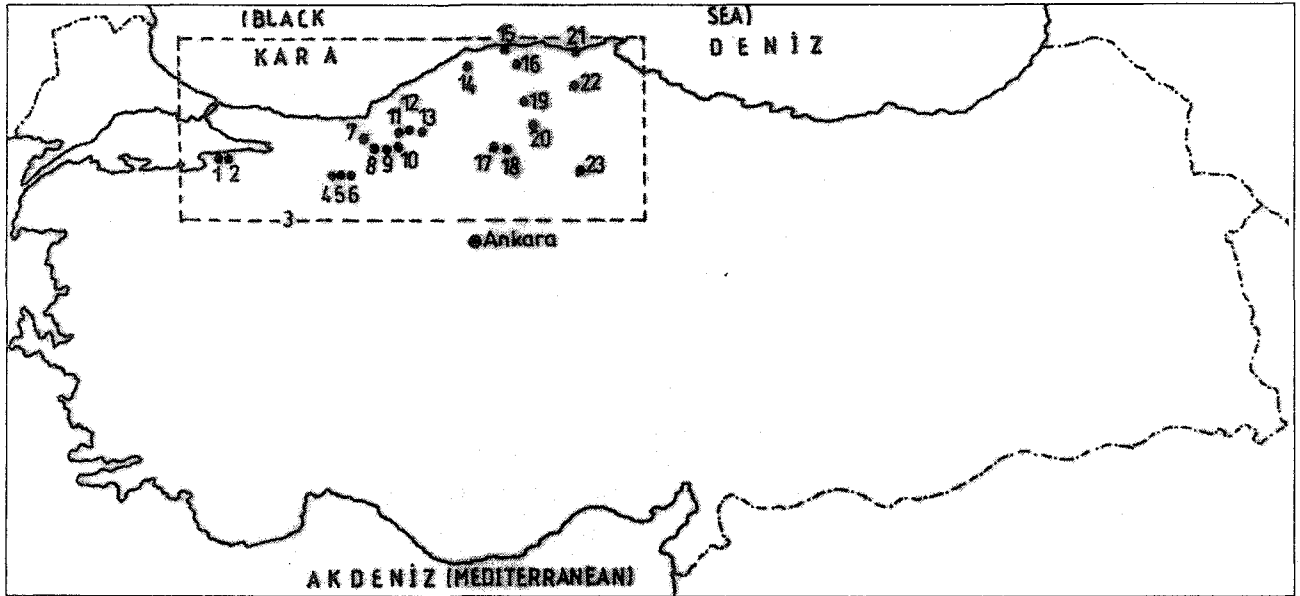 (BLACK SEA)
KARA DENİZ
15 21
14 16
22
12 19
7 11 13
20
8 9 10 17 18
1 2 23
4 5 6
3
Ankara
AKDENİZ (MEDITERRANEAN)